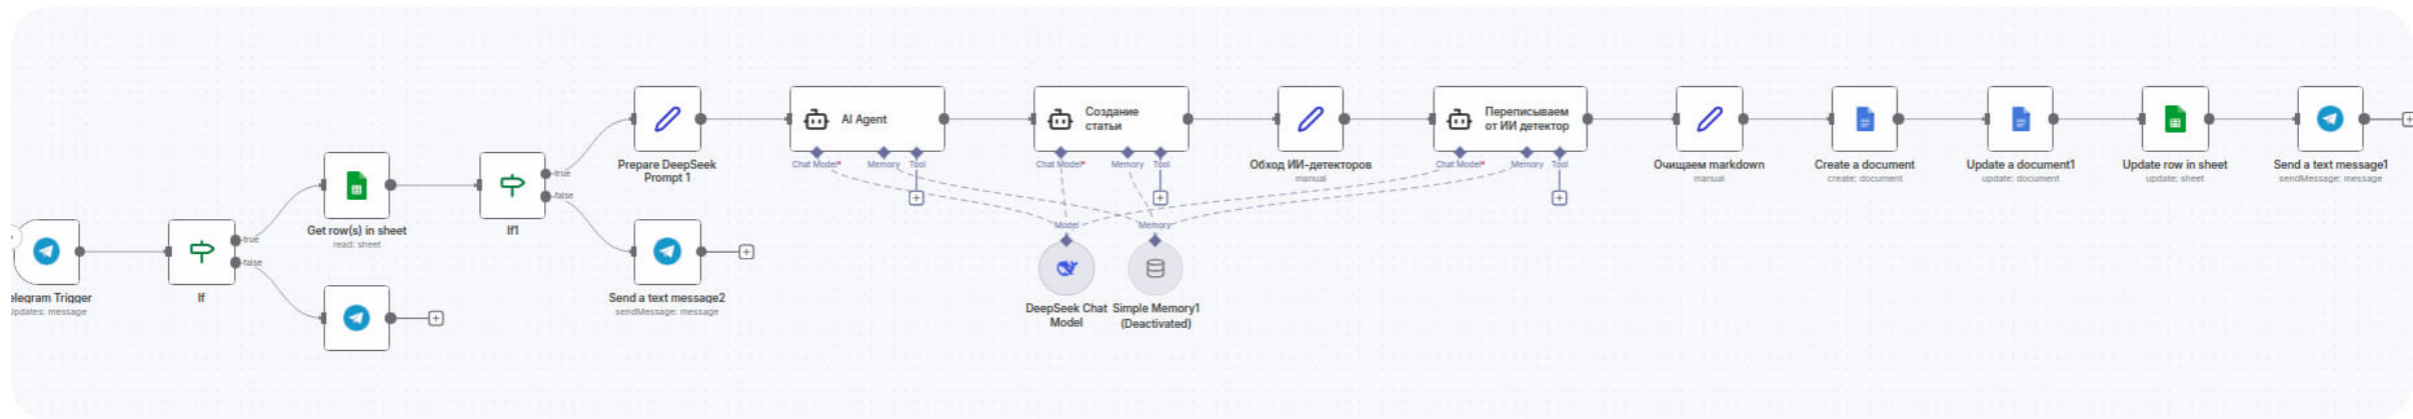 elegram Trigger
Updates: message
If
true
false
Get row(s) in sheet
read: sheet
If1
true
false
Prepare DeepSeek
Prompt 1
Send a text message2
sendMessage: message
AI Agent
Chat Model*
Memory
Tool
Создание
статьи
Chat Model*
Memory
Tool
Model
Memory
DeepSeek Chat
Model
Simple Memory1
(Deactivated)
Обход ИИ-детекторов
manual
Переписываем
от ИИ детектор
Chat Model*
Memory
Tool
Очищаем markdown
manual
Create a document
create: document
Update a document1
update: document
Update row in sheet
update: sheet
Send a text message1
sendMessage: message